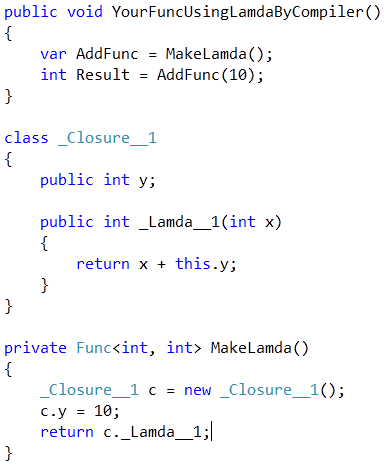 public void YourFuncUsingLamdaByCompiler()
{
    var AddFunc = MakeLamda();
    int Result = AddFunc(10);
}

class _Closure__1
{
    public int y;

    public int _Lamda__1(int x)
    {
        return x + this.y;
    }
}

private Func<int, int> MakeLamda()
{
    _Closure__1 c = new _Closure__1();
    c.y = 10;
    return c._Lamda__1;
}